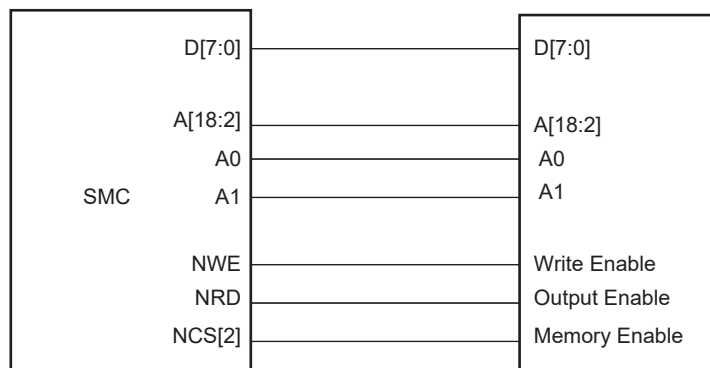 D[7:0] D[7:0]
A[18:2] A[18:2]
A0 A0
SMC A1 A1
NWE Write Enable
NRD Output Enable
NCS[2] Memory Enable